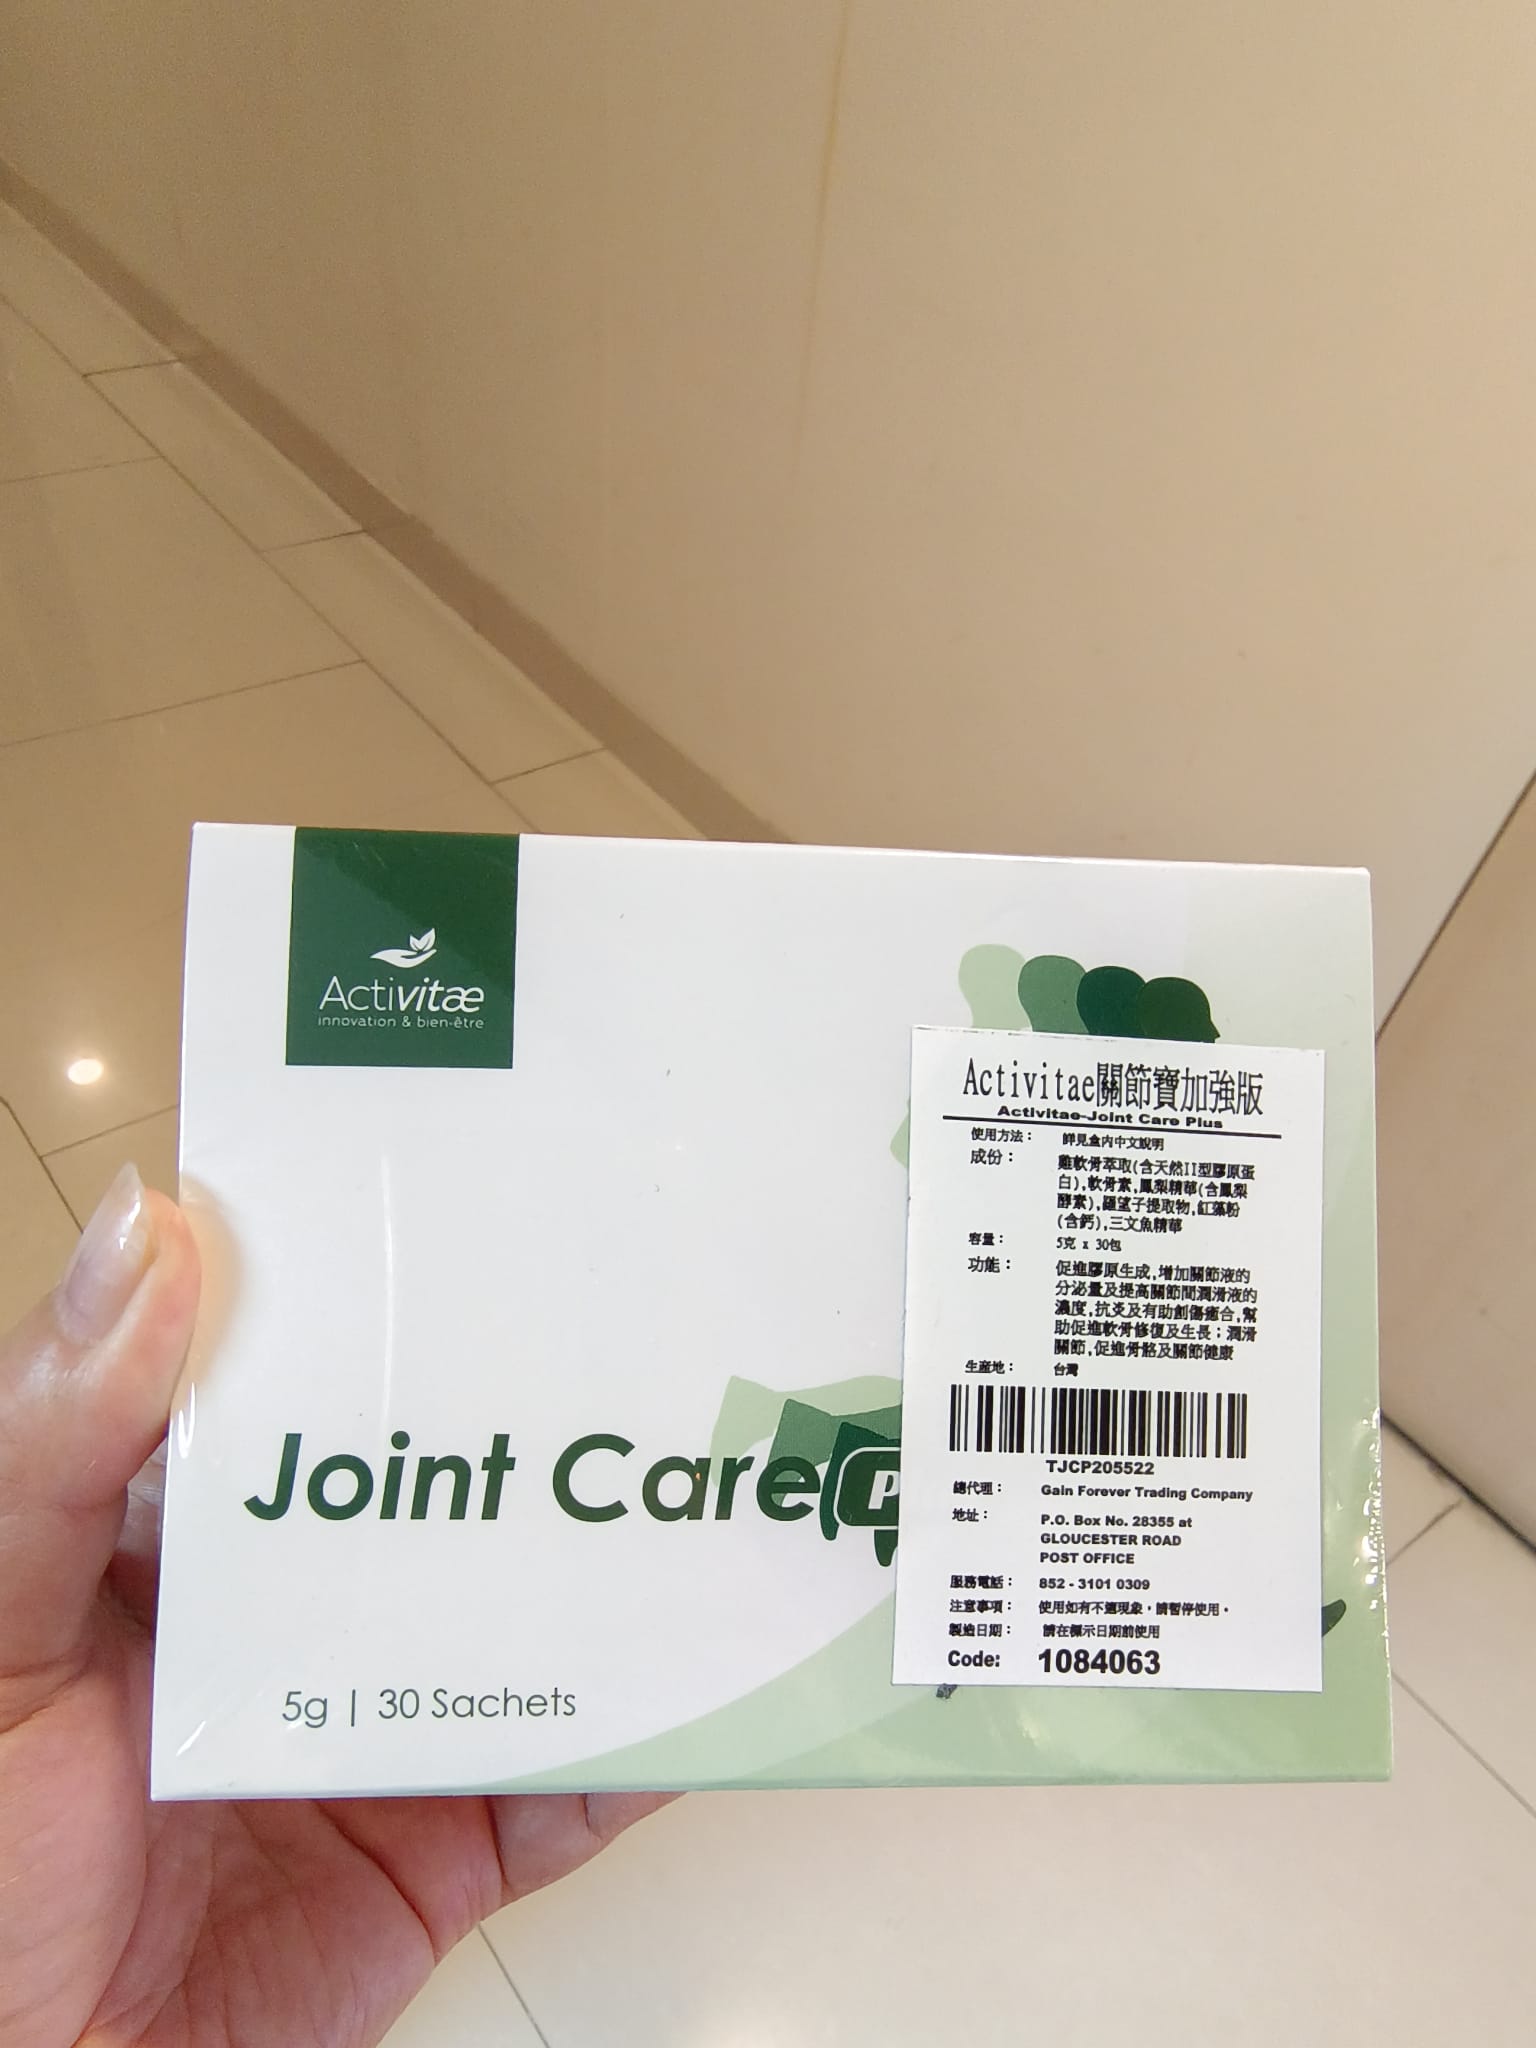 Activitæ
innovation & bien-être
Joint Care P
5g | 30 Sachets
Activitae關節寶加強版
Activitae-Joint Care Plus
使用方法： 詳見盒內中文說明
成份： 雞軟骨萃取(含天然II型膠原蛋
白),軟骨素,鳳梨精華(含鳳梨
酵素),羅望子提取物,紅藻粉
(含鈣),三文魚精華
容量： 5克 x 30包
功能： 促進膠原生成,增加關節液的
分泌量及提高關節間潤滑液的
濃度,抗炎及有助創傷癒合,幫
助促進軟骨修復及生長；潤滑
關節,促進骨骼及關節健康
生產地： 台灣
TJCP205522
總代理： Gain Forever Trading Company
地址： P.O. Box No. 28355 at
GLOUCESTER ROAD
POST OFFICE
服務電話： 852 - 3101 0309
注意事項： 使用如有不適現象，請暫停使用。
製造日期： 請在標示日期前使用
Code: 1084063